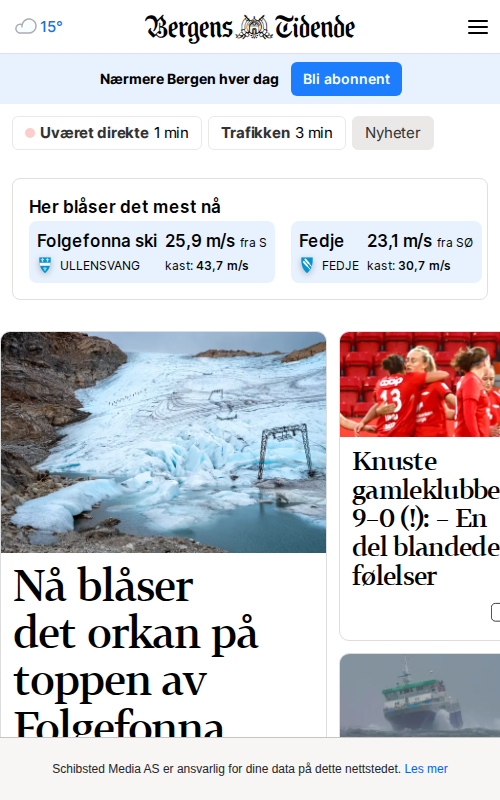 15°
Bergens Tidende
Nærmere Bergen hver dag
Bli abonnent
Uværet direkte 1 min
Trafikken 3 min
Nyheter
Her blåser det mest nå
Folgefonna ski 25,9 m/s fra S
ULLENSVANG kast: 43,7 m/s
Fedje 23,1 m/s fra SØ
FEDJE kast: 30,7 m/s
Nå blåser
det orkan på
toppen av
Folgefonna
coop
13
Knuste
gamleklubbe
9–0 (!): – En
del blandede
følelser
Schibsted Media AS er ansvarlig for dine data på dette nettstedet. Les mer